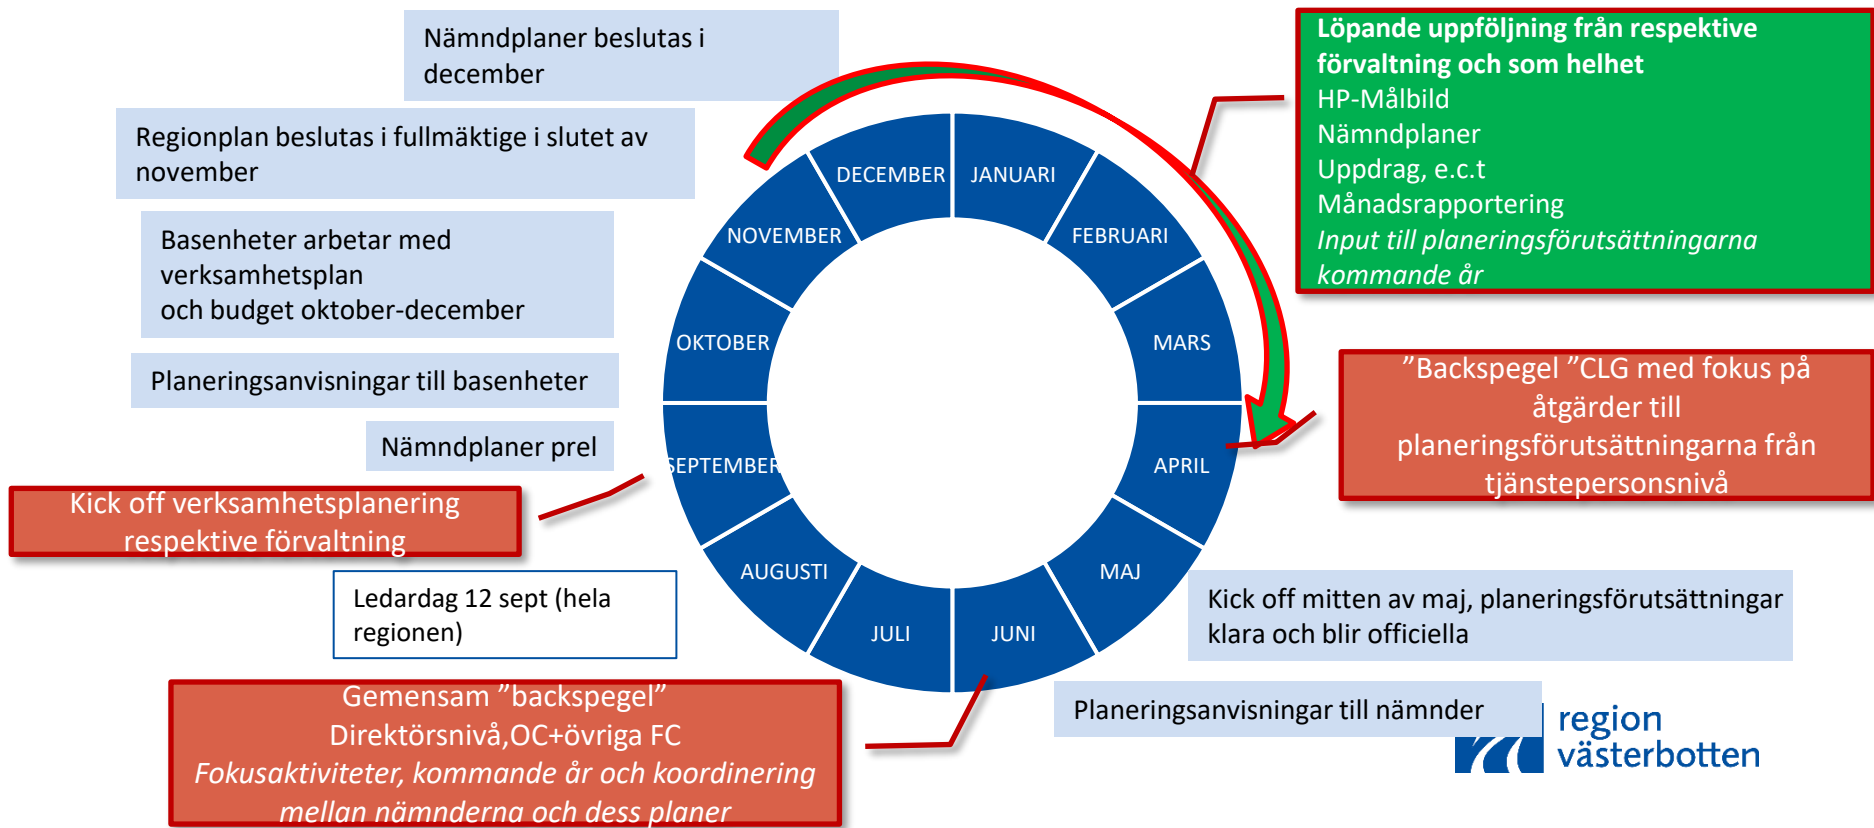 Nämndplaner beslutas i
december
Regionplan beslutas i fullmäktige i slutet av
november
Basenheter arbetar med
verksamhetsplan
och budget oktober-december
Planeringsanvisningar till basenheter
Nämndplaner prel
Kick off verksamhetsplanering
respektive förvaltning
Ledardag 12 sept (hela
regionen)
Gemensam ”backspegel”
Direktörsnivå,OC+övriga FC
Fokusaktiviteter, kommande år och koordinering
mellan nämnderna och dess planer
DECEMBER
JANUARI
FEBRUARI
MARS
APRIL
MAJ
JUNI
JULI
AUGUSTI
SEPTEMBER
OKTOBER
NOVEMBER
Löpande uppföljning från respektive
förvaltning och som helhet
HP-Målbild
Nämndplaner
Uppdrag, e.c.t
Månadsrapportering
Input till planeringsförutsättningarna
kommande år
”Backspegel ”CLG med fokus på
åtgärder till
planeringsförutsättningarna från
tjänstepersonsnivå
Kick off mitten av maj, planeringsförutsättningar
klara och blir officiella
Planeringsanvisningar till nämnder
region
västerbotten